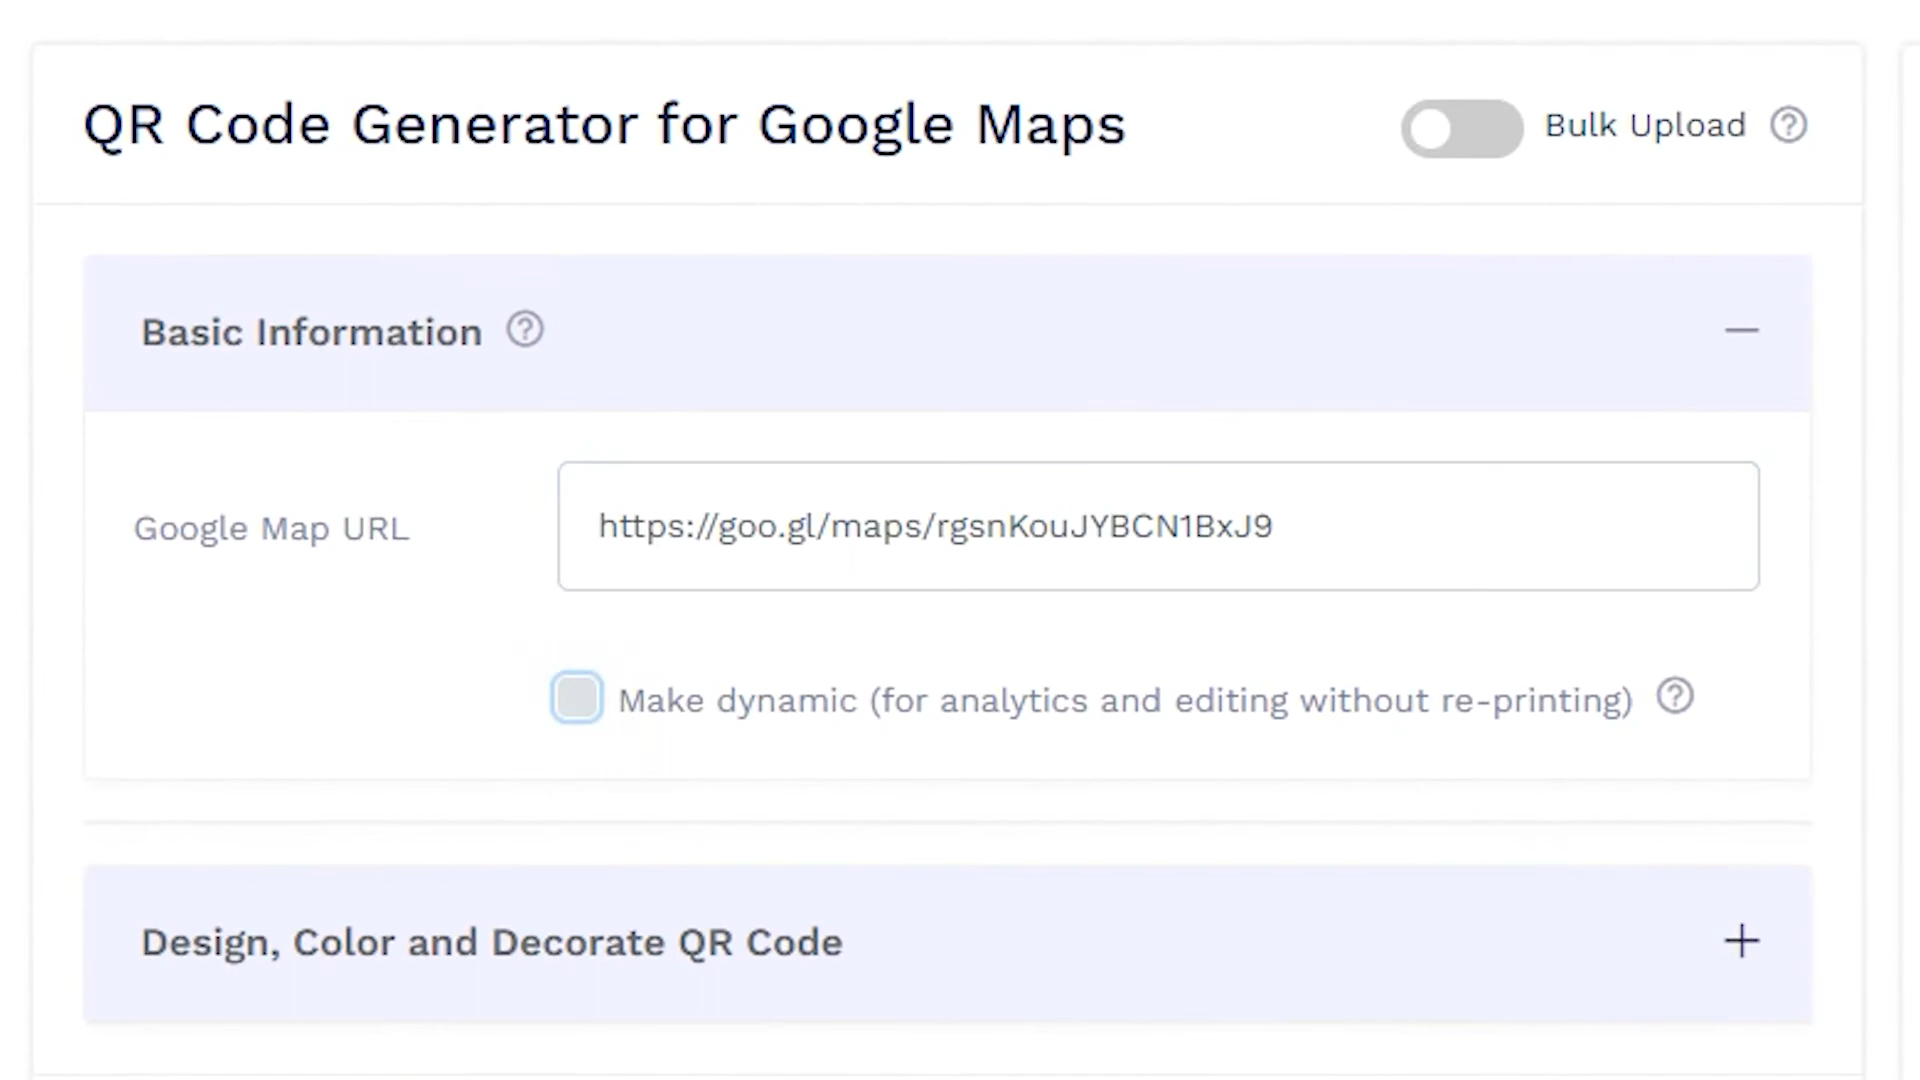 QR Code Generator for Google Maps
Bulk Upload
Basic Information
Google Map URL
https://goo.gl/maps/rgsnKouJYBCN1BxJ9
Make dynamic (for analytics and editing without re-printing)
Design, Color and Decorate QR Code